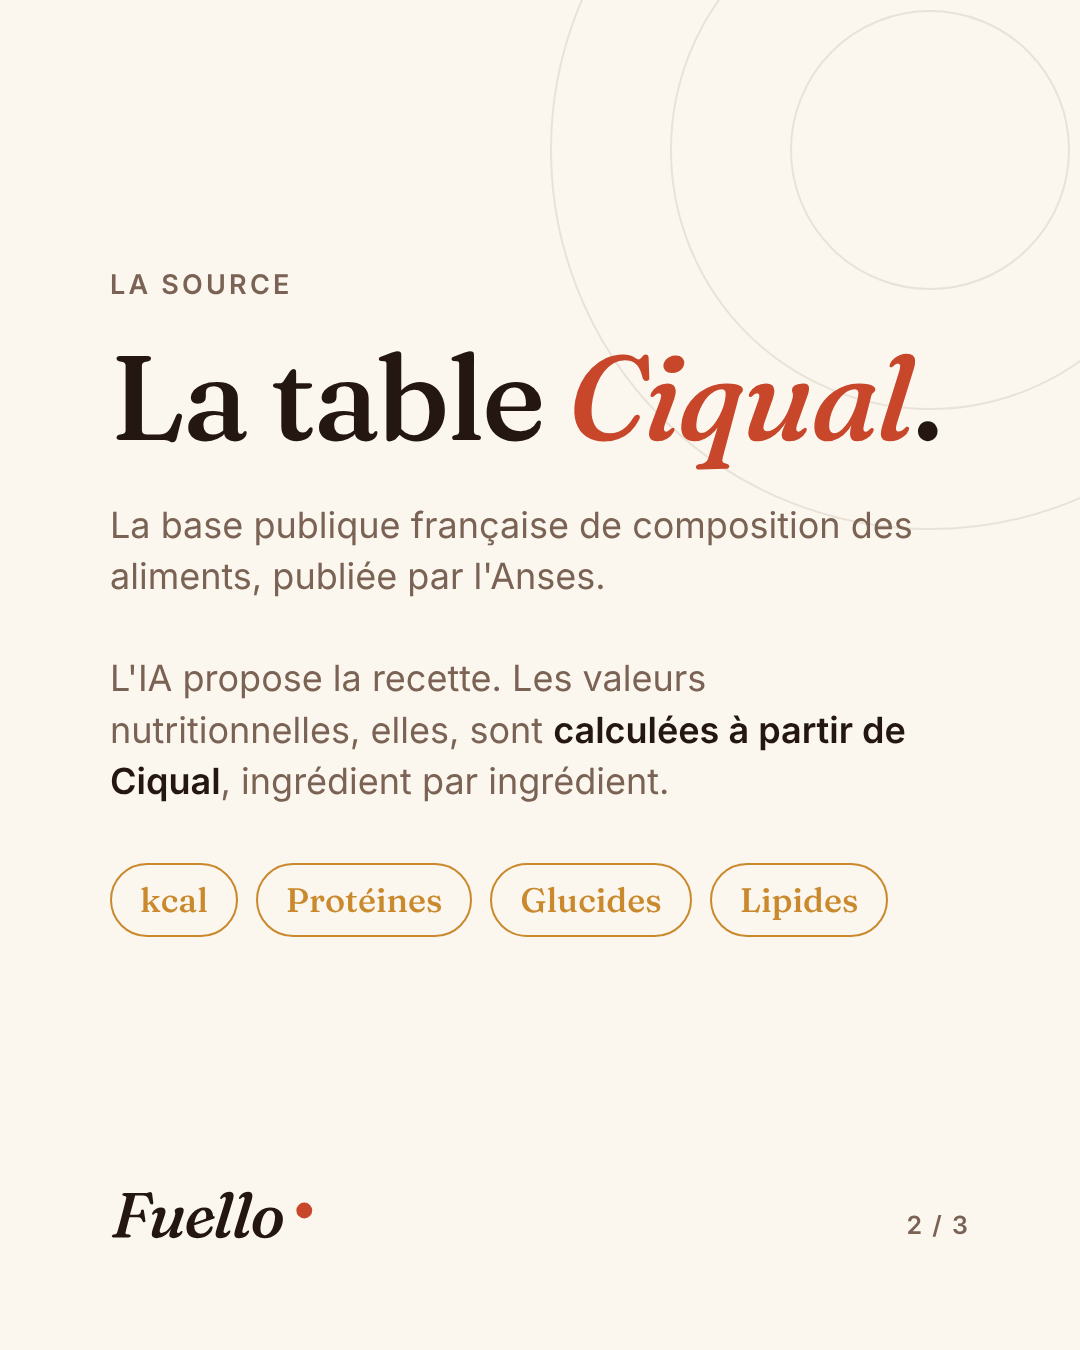 LA SOURCE
La table Ciqual.
La base publique française de composition des
aliments, publiée par l'Anses.
L'IA propose la recette. Les valeurs
nutritionnelles, elles, sont calculées à partir de
Ciqual, ingrédient par ingrédient.
kcal Protéines Glucides Lipides
Fuello
2 / 3